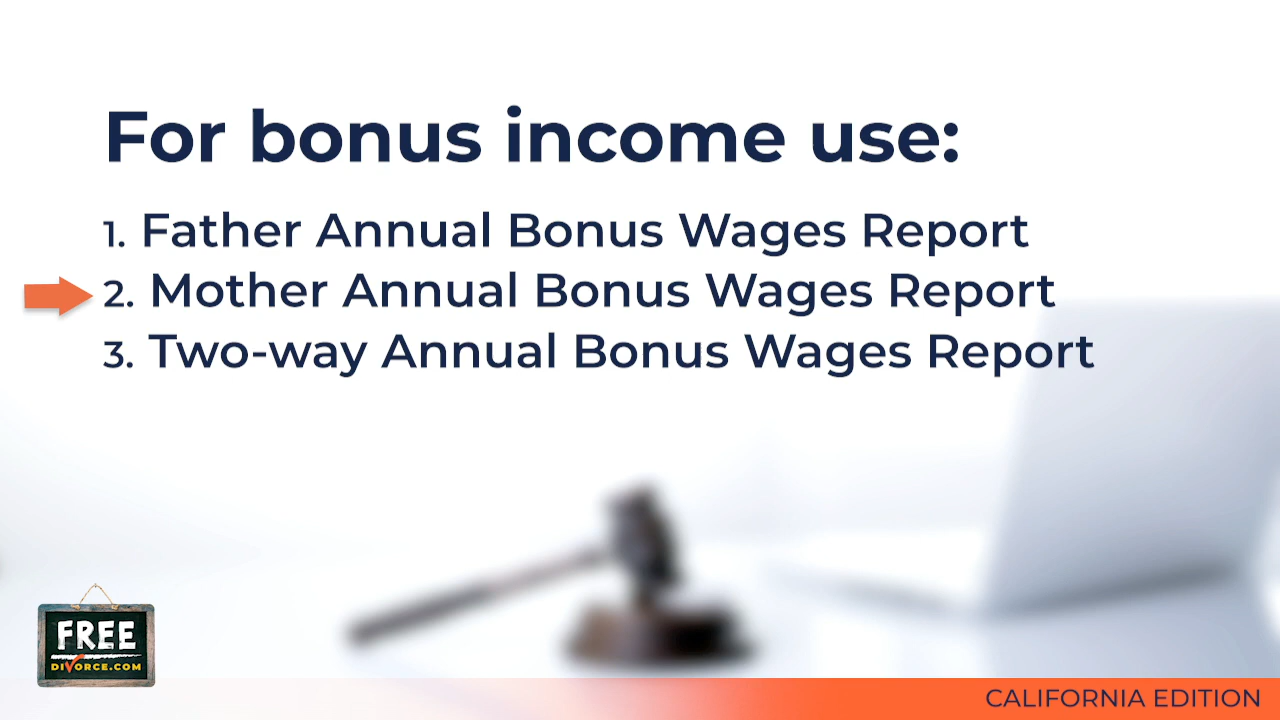 For bonus income use:
1. Father Annual Bonus Wages Report
2. Mother Annual Bonus Wages Report
3. Two-way Annual Bonus Wages Report
FREE
DIVORCE.COM
CALIFORNIA EDITION